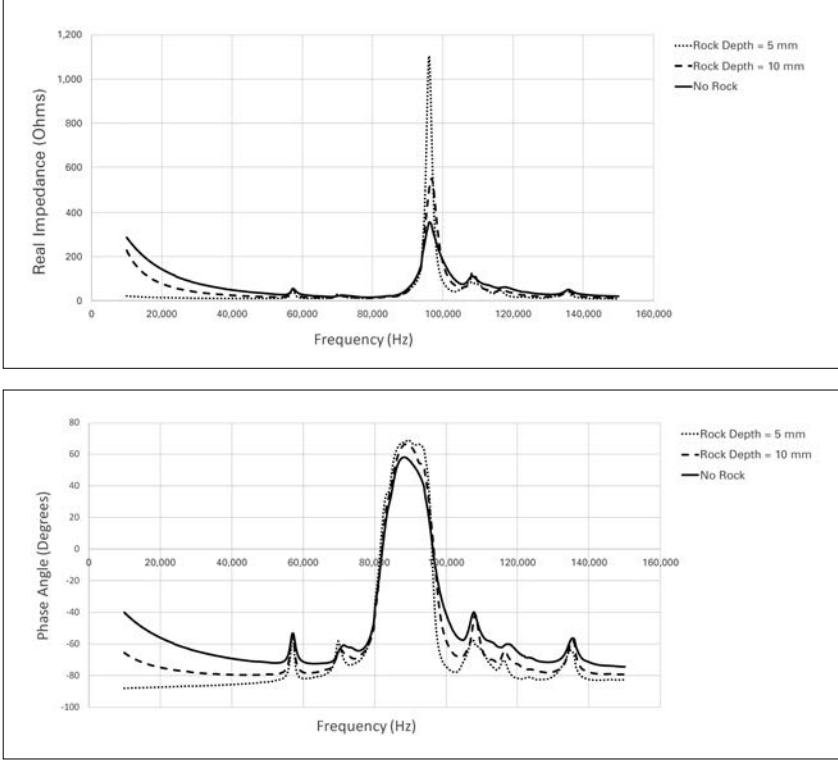 1,200
1,000
800
600
400
200
0
Real Impedance (Ohms)
0 20,000 40,000 60,000 80,000 100,000 120,000 140,000 160,000
Frequency (Hz)
Rock Depth = 5 mm
Rock Depth = 10 mm
No Rock
80
60
40
20
0
-20
-40
-60
-80
-100
Phase Angle (Degrees)
0 20,000 40,000 60,000 80,000 100,000 120,000 140,000 160,000
Frequency (Hz)
Rock Depth = 5 mm
Rock Depth = 10 mm
No Rock